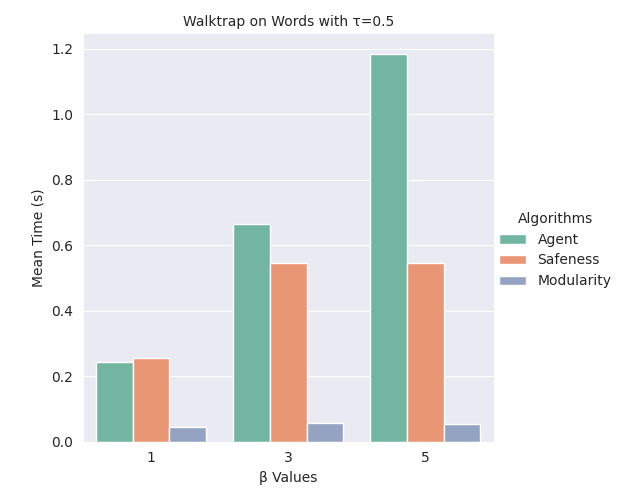 Walktrap on Words with τ=0.5
Mean Time (s)
1.2
1.0
0.8
0.6
0.4
0.2
0.0
1
3
5
β Values
Algorithms
Agent
Safeness
Modularity